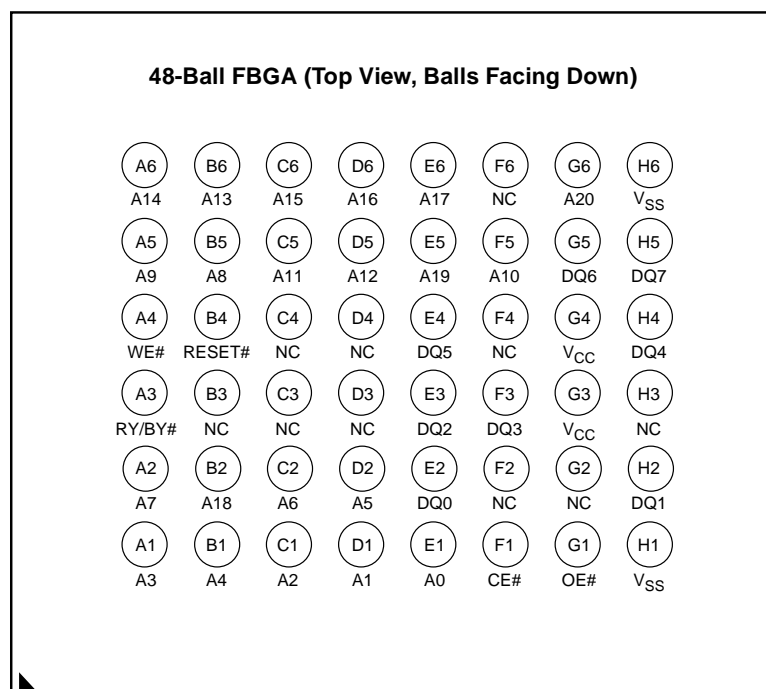 48-Ball FBGA (Top View, Balls Facing Down)
A6 B6 C6 D6 E6 F6 G6 H6
A14 A13 A15 A16 A17 NC A20 VSS
A5 B5 C5 D5 E5 F5 G5 H5
A9 A8 A11 A12 A19 A10 DQ6 DQ7
A4 B4 C4 D4 E4 F4 G4 H4
WE# RESET# NC NC DQ5 NC VCC DQ4
A3 B3 C3 D3 E3 F3 G3 H3
RY/BY# NC NC NC DQ2 DQ3 VCC NC
A2 B2 C2 D2 E2 F2 G2 H2
A7 A18 A6 A5 DQ0 NC NC DQ1
A1 B1 C1 D1 E1 F1 G1 H1
A3 A4 A2 A1 A0 CE# OE# VSS